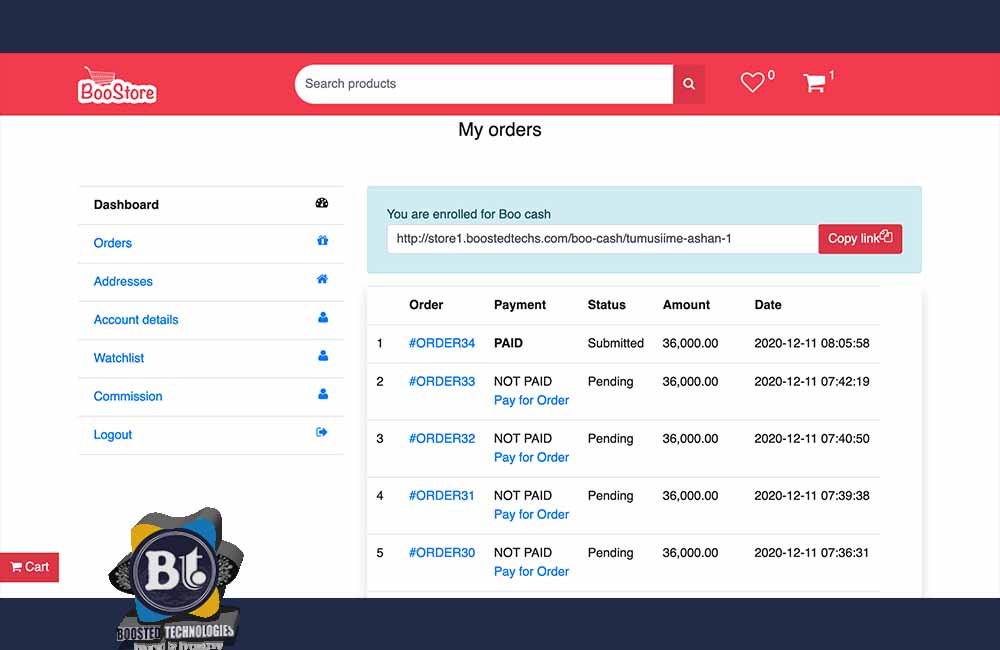 BooStore
Search products
0
1
My orders
Dashboard
Orders
Addresses
Account details
Watchlist
Commission
Logout
You are enrolled for Boo cash
http://store1.boostedtechs.com/boo-cash/tumusiime-ashan-1
Copy link
Order Payment Status Amount Date
1 #ORDER34 PAID Submitted 36,000.00 2020-12-11 08:05:58
2 #ORDER33 NOT PAID Pending 36,000.00 2020-12-11 07:42:19
Pay for Order
3 #ORDER32 NOT PAID Pending 36,000.00 2020-12-11 07:40:50
Pay for Order
4 #ORDER31 NOT PAID Pending 36,000.00 2020-12-11 07:39:38
Pay for Order
5 #ORDER30 NOT PAID Pending 36,000.00 2020-12-11 07:36:31
Pay for Order
Cart
Bt
BOOSTED TECHNOLOGIES